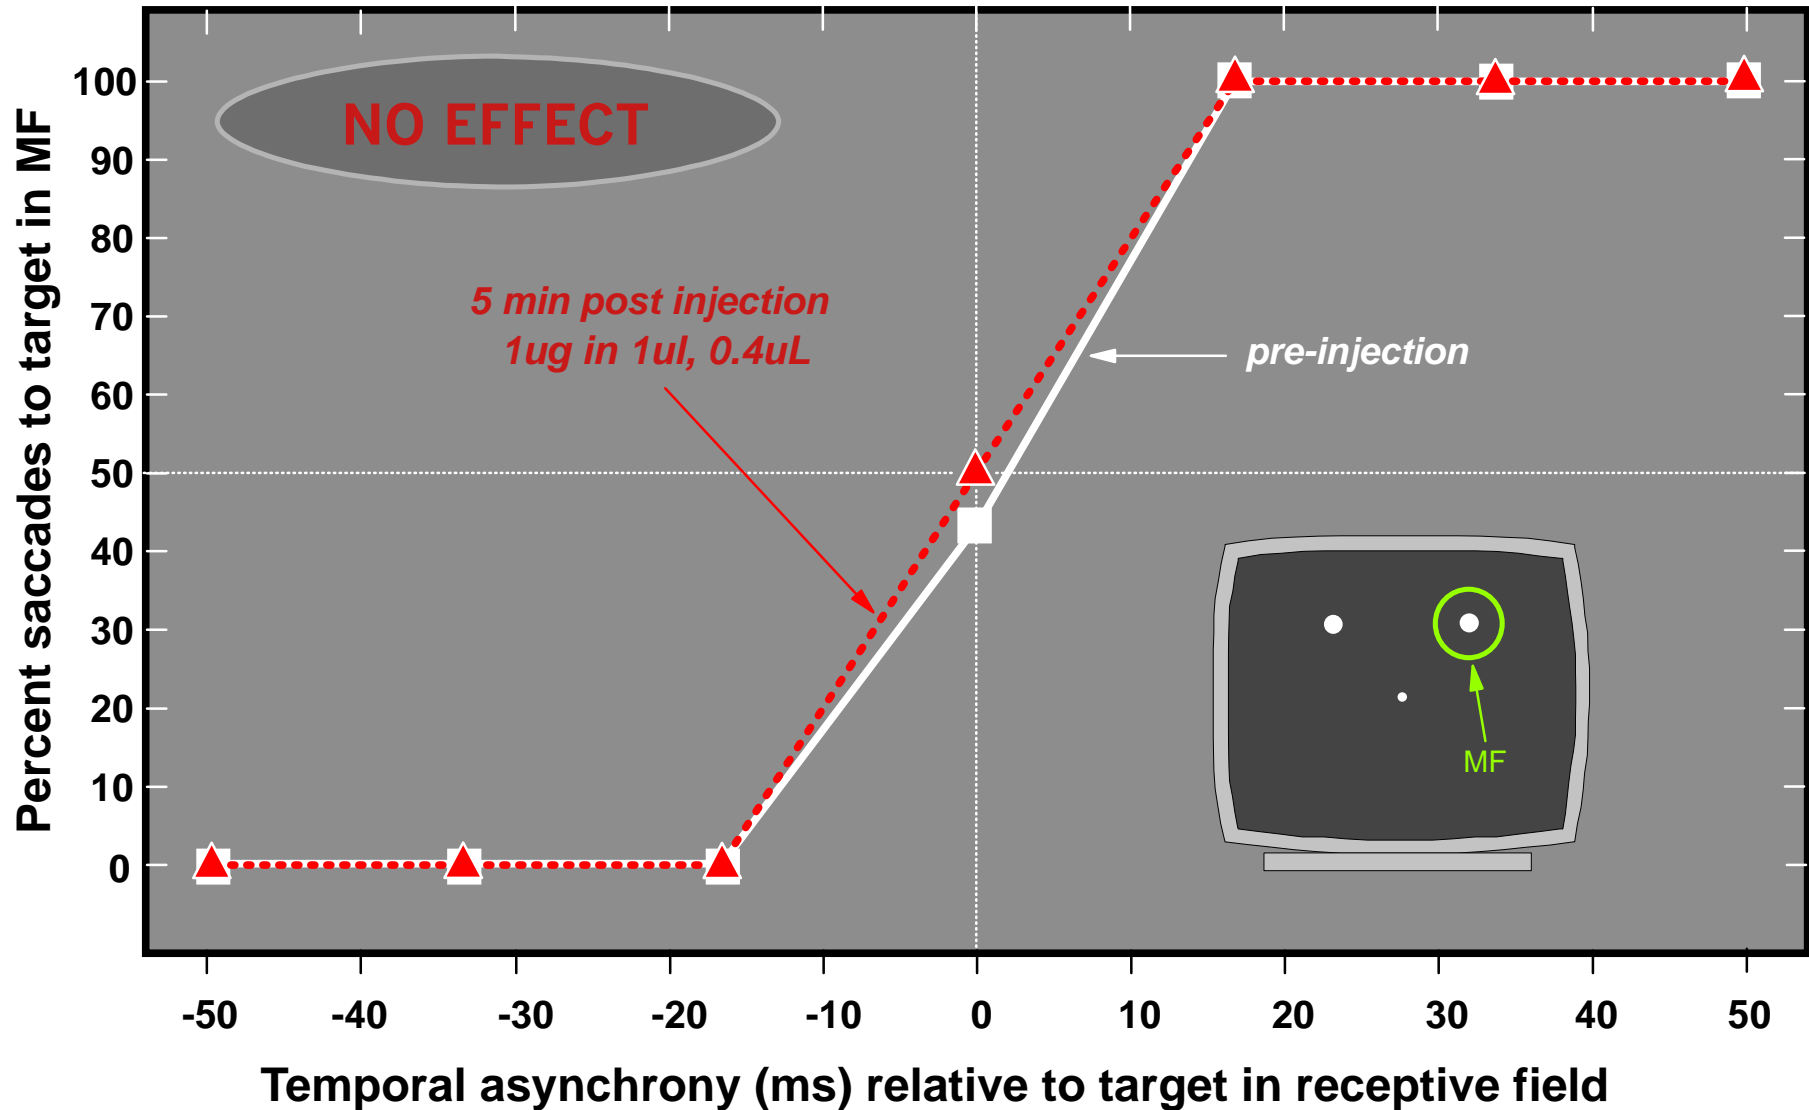 Percent saccades to target in MF
100
90
80
70
60
50
40
30
20
10
0
NO EFFECT
5 min post injection
1ug in 1ul, 0.4uL
pre-injection
MF
-50 -40 -30 -20 -10 0 10 20 30 40 50
Temporal asynchrony (ms) relative to target in receptive field